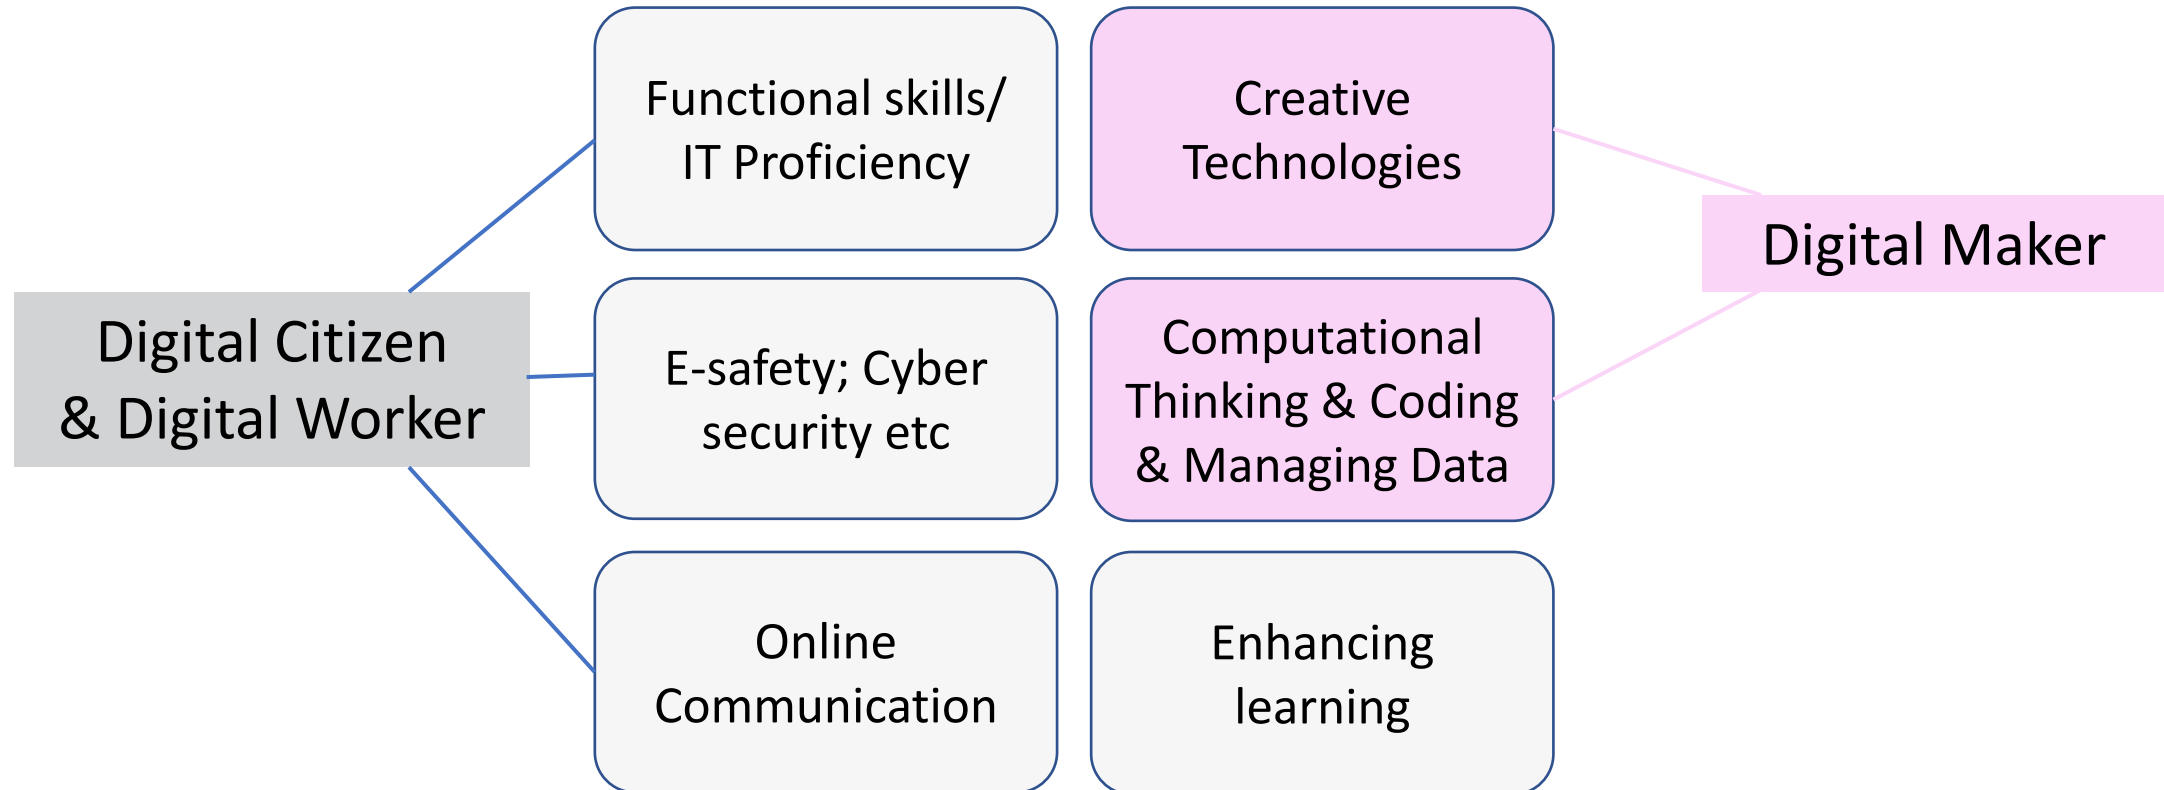 Functional skills/
IT Proficiency
Creative
Technologies
Digital Maker
Digital Citizen
& Digital Worker
E-safety; Cyber
security etc
Computational
Thinking & Coding
& Managing Data
Online
Communication
Enhancing
learning